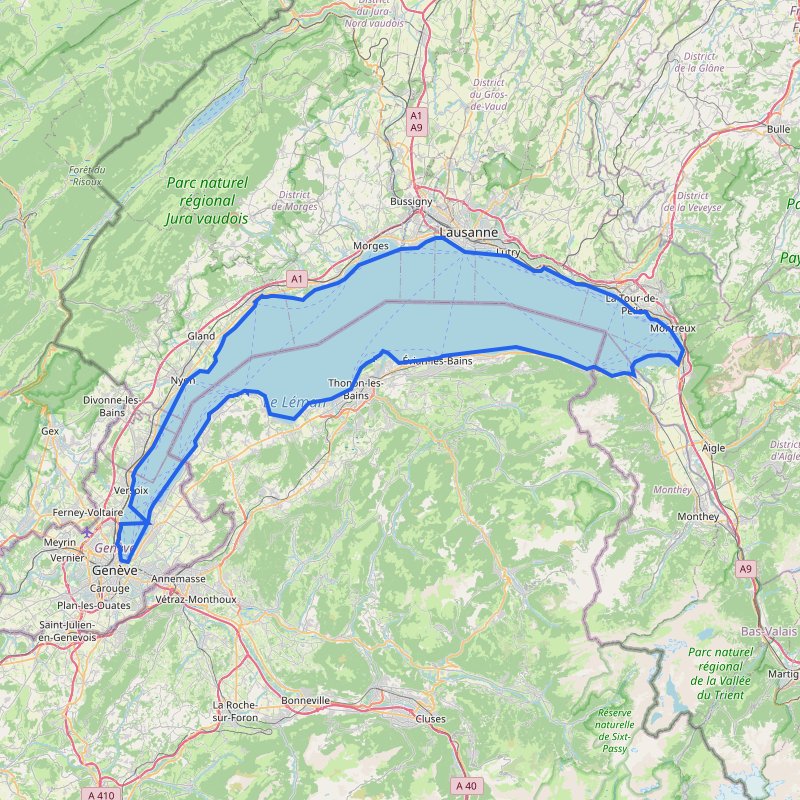 District
du Jura-
Nord vaudois
District
de la Glâne
District
du Gros-
de-Vaud
A1
A9
Bulle
Forêt du
Risoux
Parc naturel
régional
Jura vaudois
District
de Morges
District
de la Veveyse
Bussigny
Lausanne
Morges
Lutry
A1
La Tour-de-
Peilz
Montreux
Gland
Évian-les-Bains
Nyon
Thonon-les-
Bains
Divonne-les-
Bains
Léman
Gex
Aigle
District
d'Aigle
Versoix
Monthey
Ferney-Voltaire
Monthey
Meyrin
Genève
Vernier
Genève
Annemasse
A9
Carouge
Vétraz-Monthoux
Plan-les-Ouates
Saint-Julien-
en-Genevois
Bas-Valais
Parc naturel
régional
de la Vallée
du Trient
La Roche-
sur-Foron
Bonneville
Cluses
Réserve
naturelle
de Sixt-
Passy
A 410
A 40